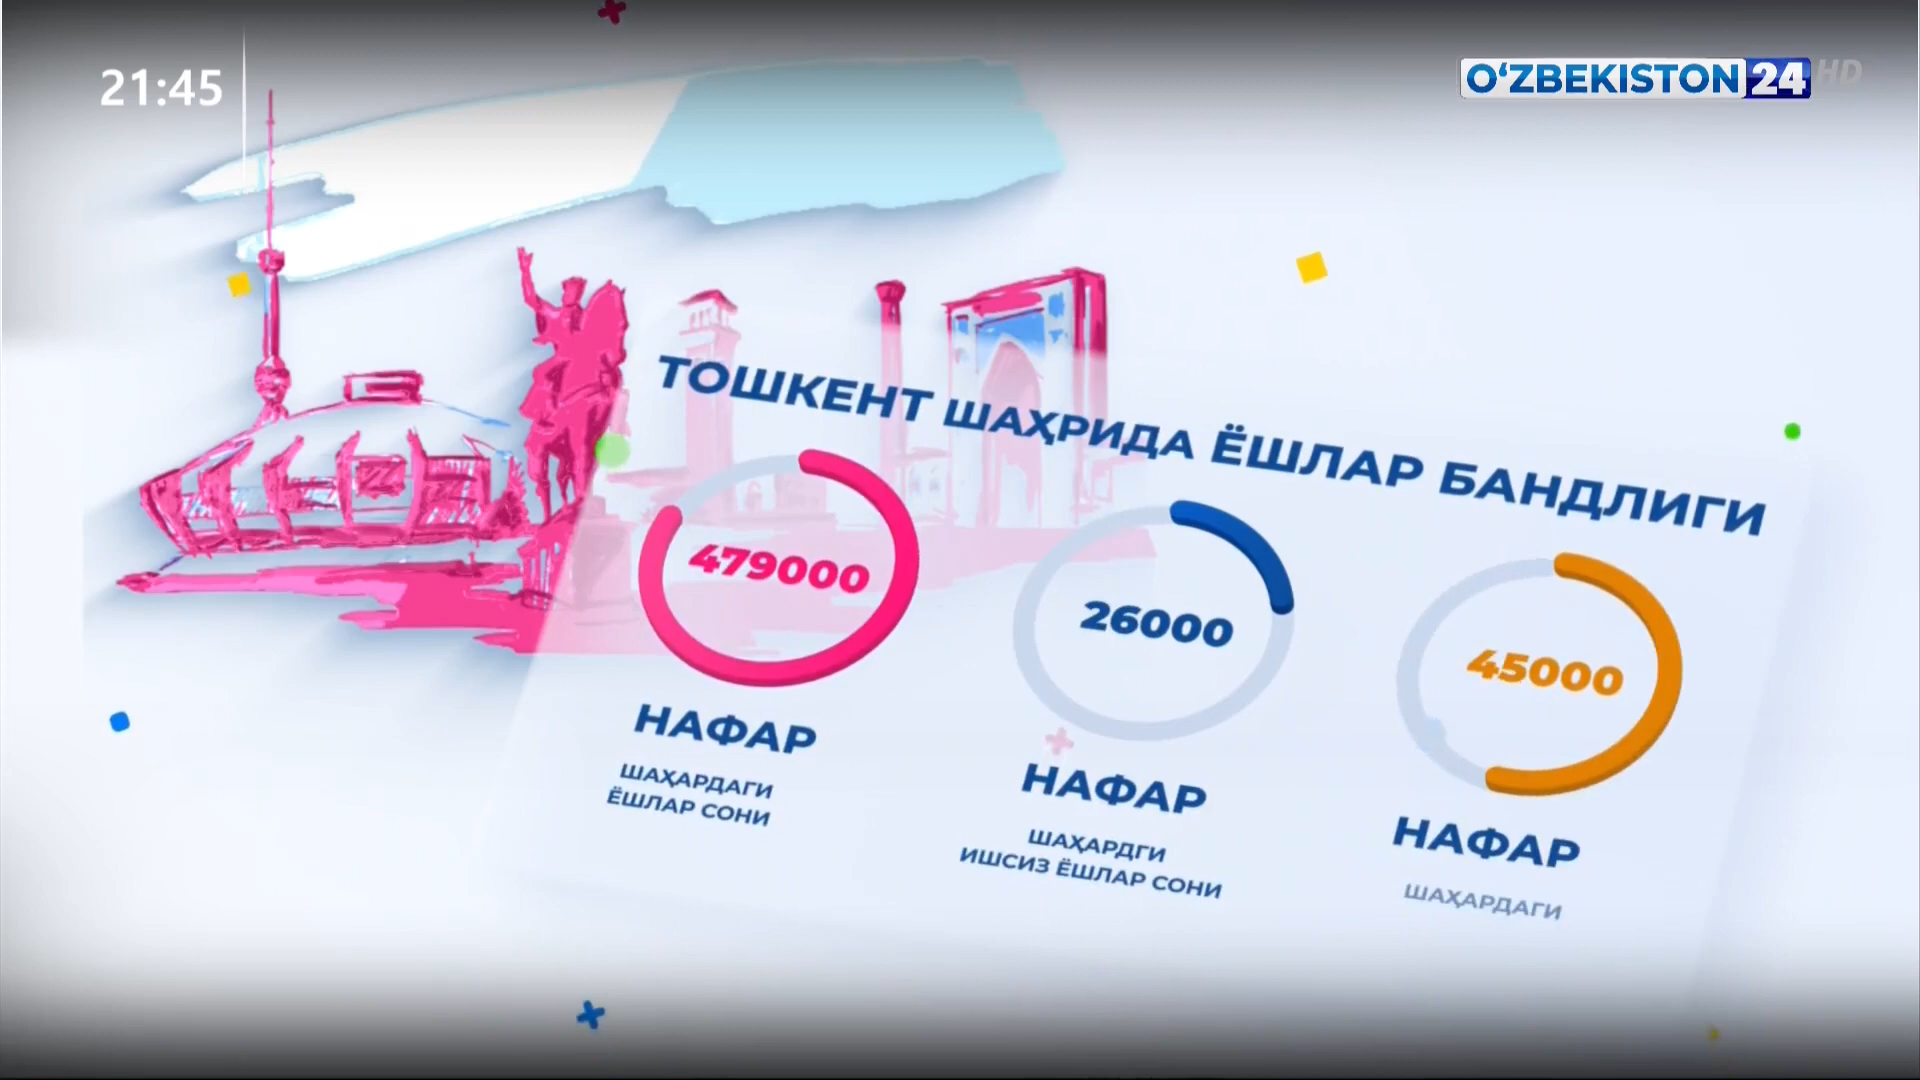 21:45
O‘ZBEKISTON 24 HD
ТОШКЕНТ ШАҲРИДА ЁШЛАР БАНДЛИГИ
479000
НАФАР
ШАҲАРДАГИ
ЁШЛАР СОНИ
26000
НАФАР
ШАҲАРДГИ
ИШСИЗ ЁШЛАР СОНИ
45000
НАФАР
ШАҲАРДАГИ